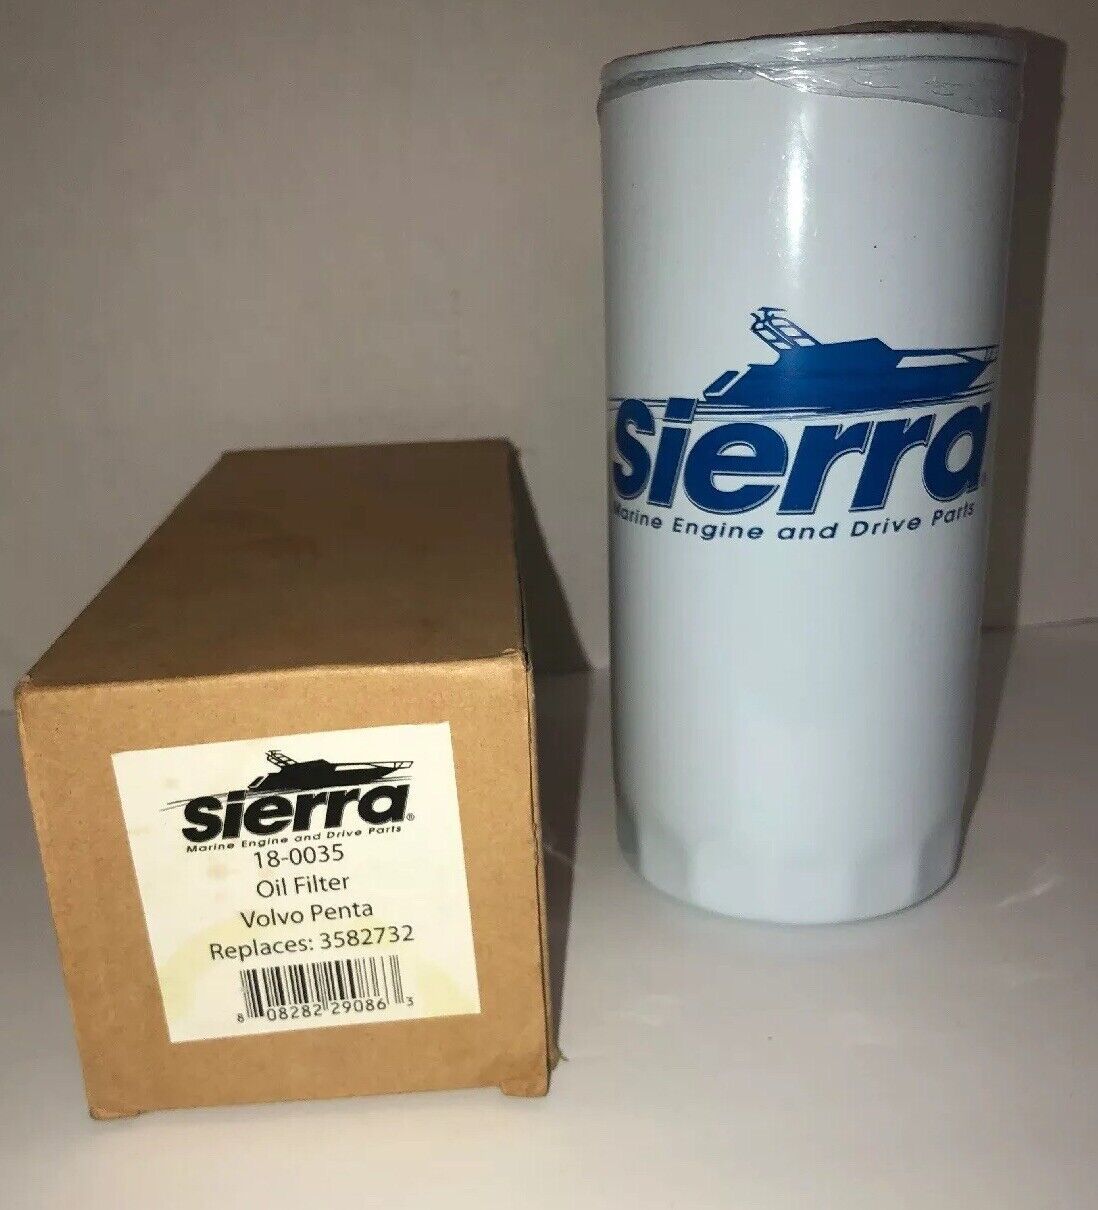 Sierra®
Marine Engine and Drive Parts
Sierra®
Marine Engine and Drive Parts
18-0035
Oil Filter
Volvo Penta
Replaces: 3582732
8 08282 29086 3